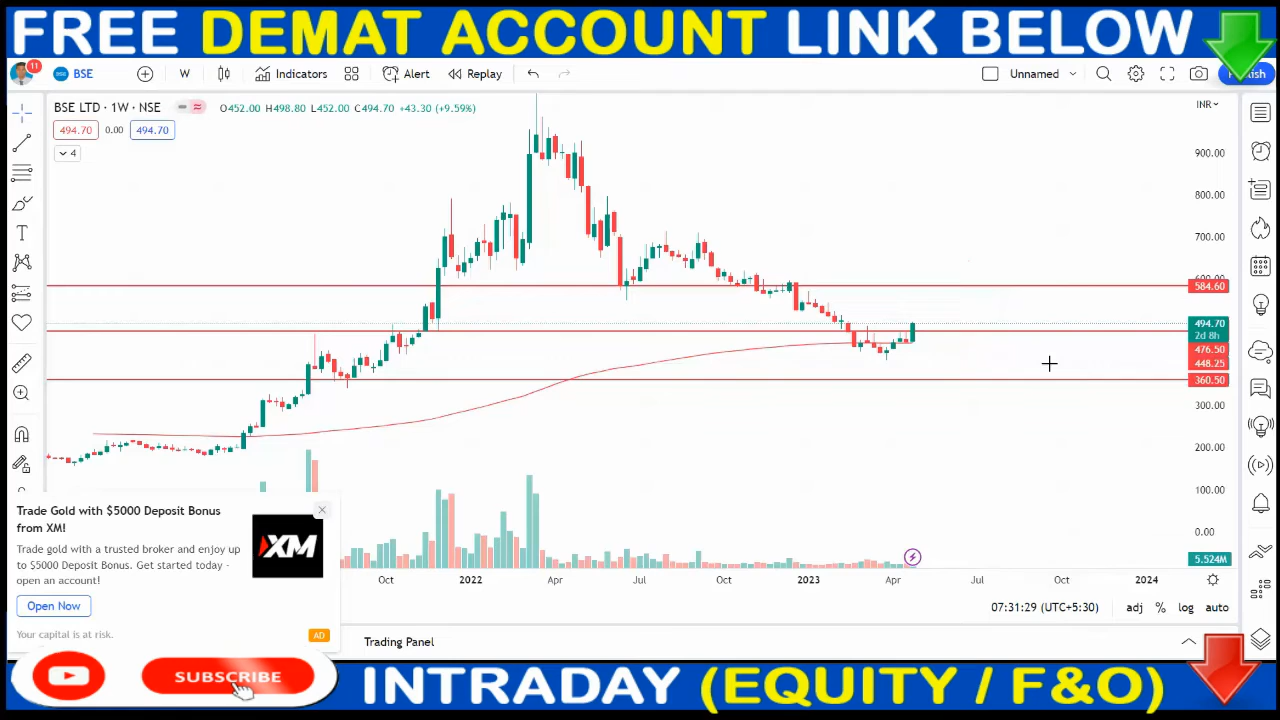 FREE DEMAT ACCOUNT LINK BELOW
11 BSE W Indicators Alert Replay Unnamed Publish
BSE LTD · 1W · NSE O452.00 H498.80 L452.00 C494.70 +43.30 (+9.59%) INR
494.70 0.00 494.70
4
900.00
800.00
700.00
600.00
584.60
494.70
2d 8h
476.50
448.25
360.50
300.00
200.00
100.00
0.00
5.524M
Oct 2022 Apr Jul Oct 2023 Apr Jul Oct 2024
Trade Gold with $5000 Deposit Bonus
from XM!
Trade gold with a trusted broker and enjoy up
to $5000 Deposit Bonus. Get started today -
open an account!
XM
Open Now
Your capital is at risk.
AD
07:31:29 (UTC+5:30) adj % log auto
Trading Panel
SUBSCRIBE
INTRADAY (EQUITY / F&O)